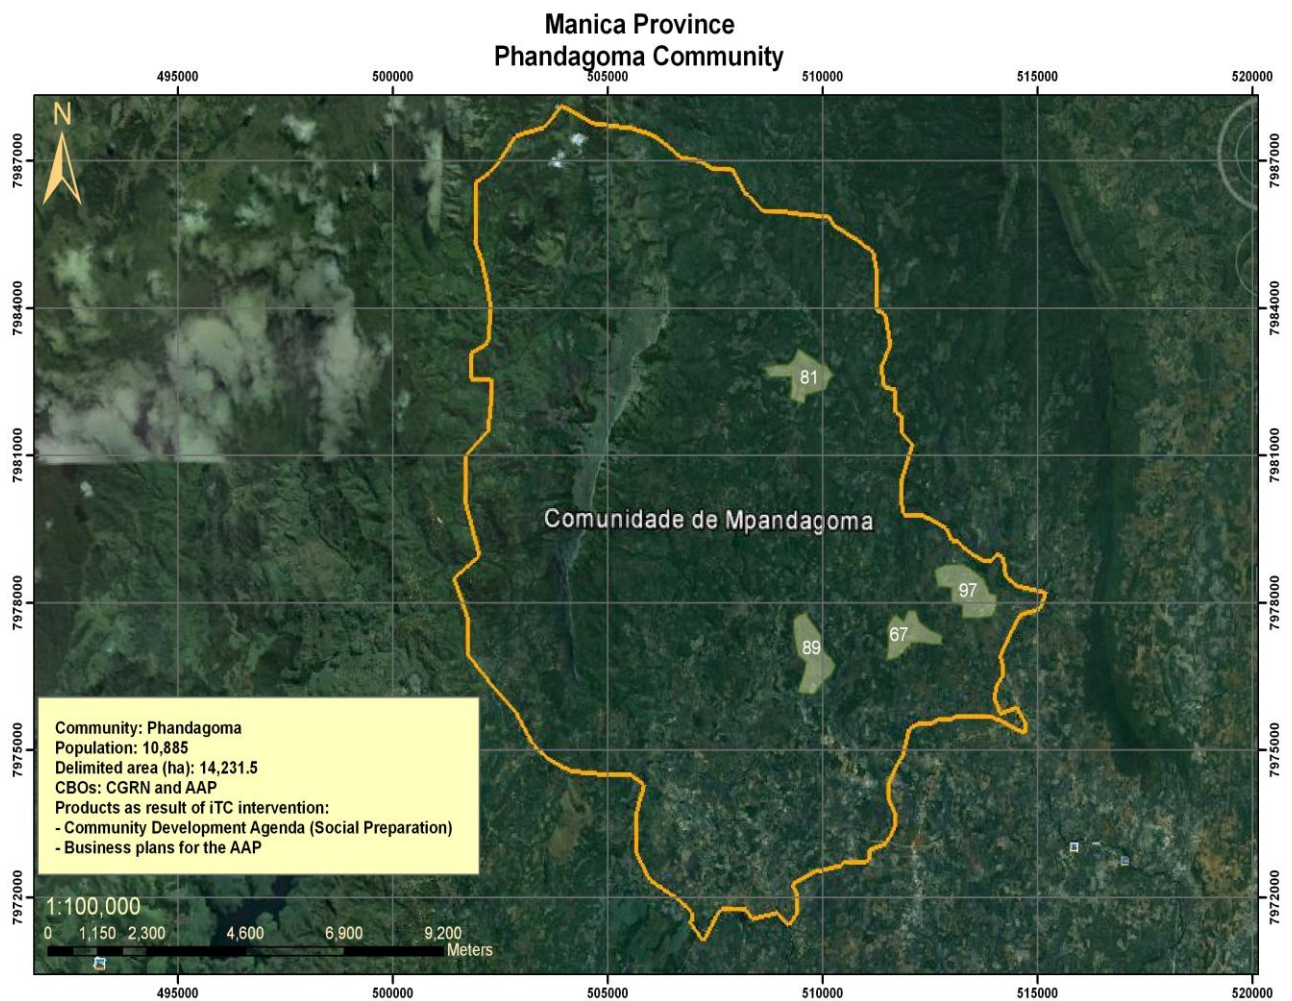 Manica Province
Phandagoma Community
495000 500000 505000 510000 515000 520000
N
7987000 7987000
7984000 7984000
81
7981000 7981000
Comunidade de Mpandagoma
97
7978000 7978000
67
89
Community: Phandagoma
Population: 10,885
Delimited area (ha): 14,231.5
CBOs: CGRN and AAP
Products as result of iTC intervention:
- Community Development Agenda (Social Preparation)
- Business plans for the AAP
7975000 7975000
7972000 7972000
1:100,000
0 1,150 2,300 4,600 6,900 9,200
Meters
495000 500000 505000 510000 515000 520000